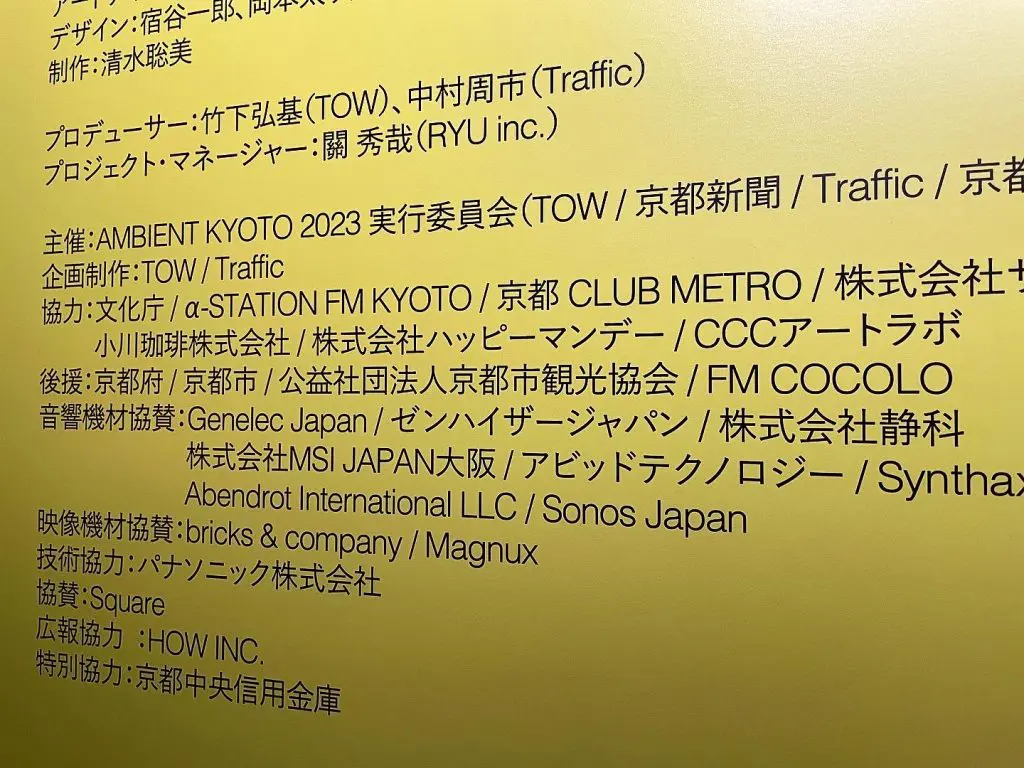 デザイン：宿谷一郎、岡本太
制作：清水聡美
プロデューサー：竹下弘基（TOW）、中村周市（Traffic）
プロジェクト・マネージャー：關 秀哉（RYU inc.）
主催：AMBIENT KYOTO 2023 実行委員会（TOW / 京都新聞 / Traffic / 京都
企画制作：TOW / Traffic
協力：文化庁 / α-STATION FM KYOTO / 京都 CLUB METRO / 株式会社サ
小川珈琲株式会社 / 株式会社ハッピーマンデー / CCCアートラボ
後援：京都府 / 京都市 / 公益社団法人京都市観光協会 / FM COCOLO
音響機材協賛：Genelec Japan / ゼンハイザージャパン / 株式会社静科
株式会社MSI JAPAN大阪 / アビッドテクノロジー / Synthax
Abendrot International LLC / Sonos Japan
映像機材協賛：bricks & company / Magnux
技術協力：パナソニック株式会社
協賛：Square
広報協力 ：HOW INC.
特別協力：京都中央信用金庫